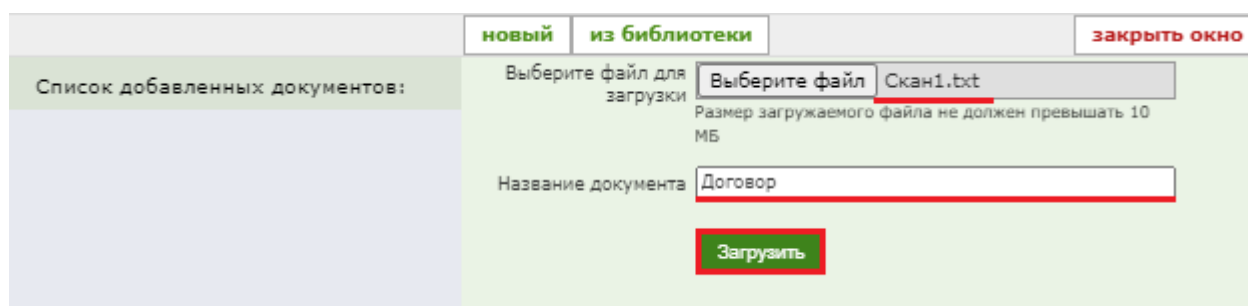 новый из библиотеки закрыть окно
Список добавленных документов:
Выберите файл для
загрузки
Выберите файл Скан1.txt
Размер загружаемого файла не должен превышать 10
МБ
Название документа Договор
Загрузить